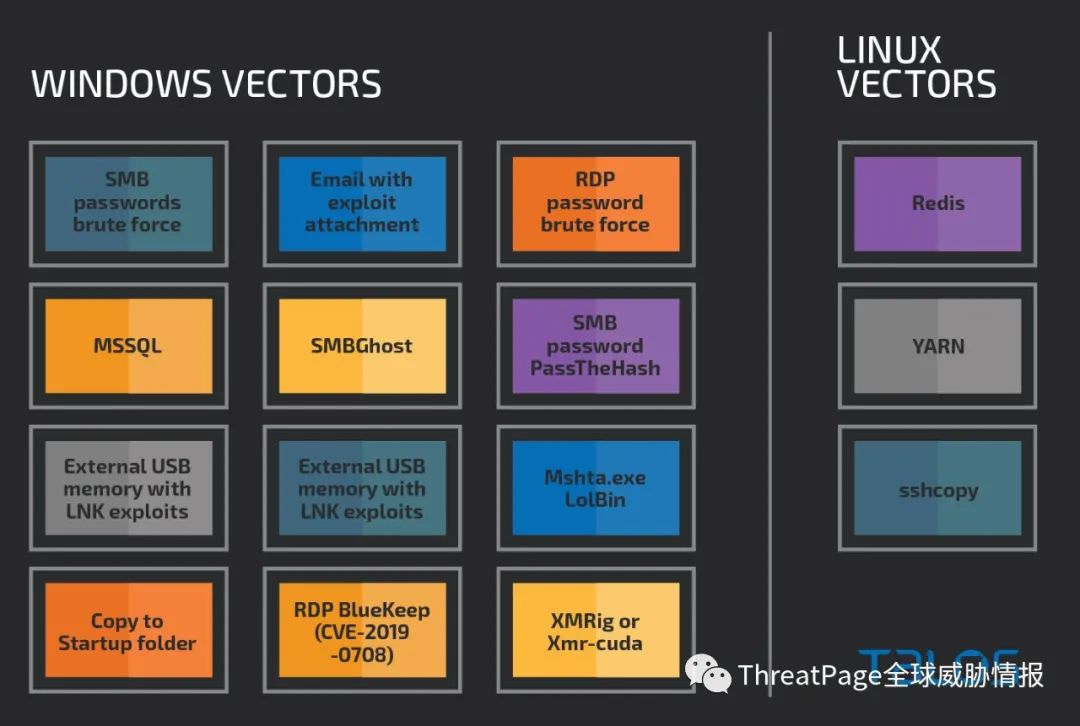 WINDOWS VECTORS
LINUX
VECTORS
SMB
passwords
brute force
Email with
exploit
attachment
RDP
password
brute force
Redis
MSSQL
SMBGhost
SMB
password
PassTheHash
YARN
External USB
memory with
LNK exploits
External USB
memory with
LNK exploits
Mshta.exe
LolBin
sshcopy
Copy to
Startup folder
RDP BlueKeep
(CVE-2019
-0708)
XMRig or
Xmr-cuda
ThreatPage全球威胁情报